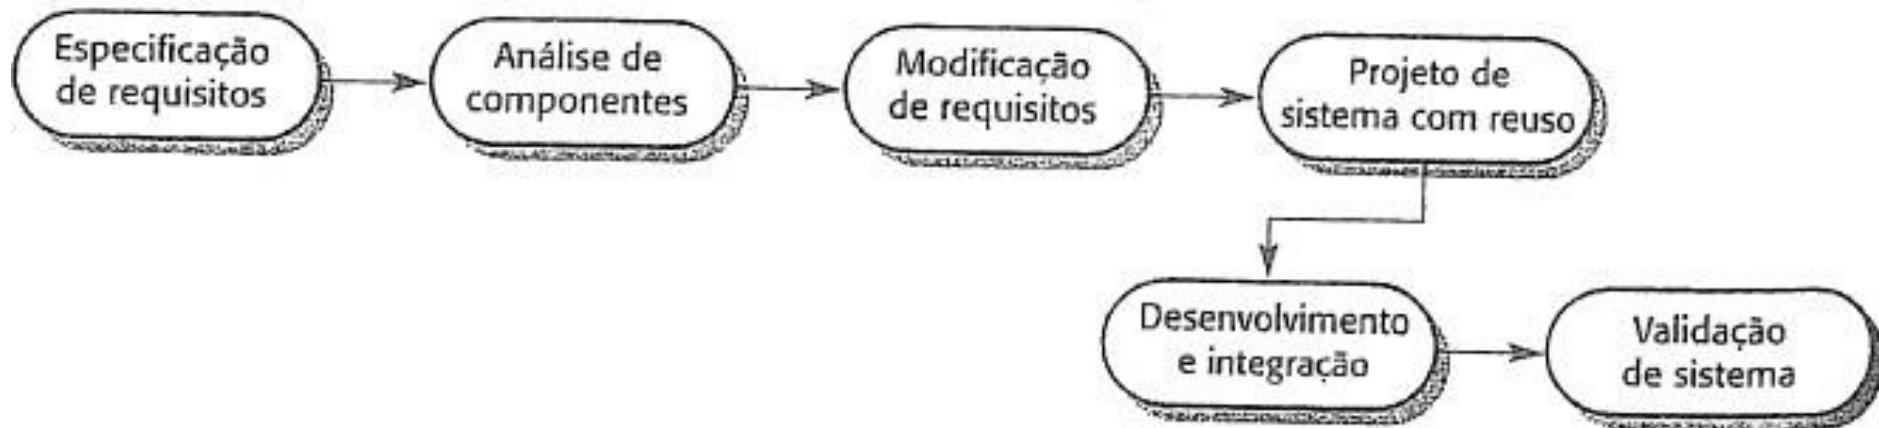 Especificação
de requisitos
Análise de
componentes
Modificação
de requisitos
Projeto de
sistema com reuso
Desenvolvimento
e integração
Validação
de sistema